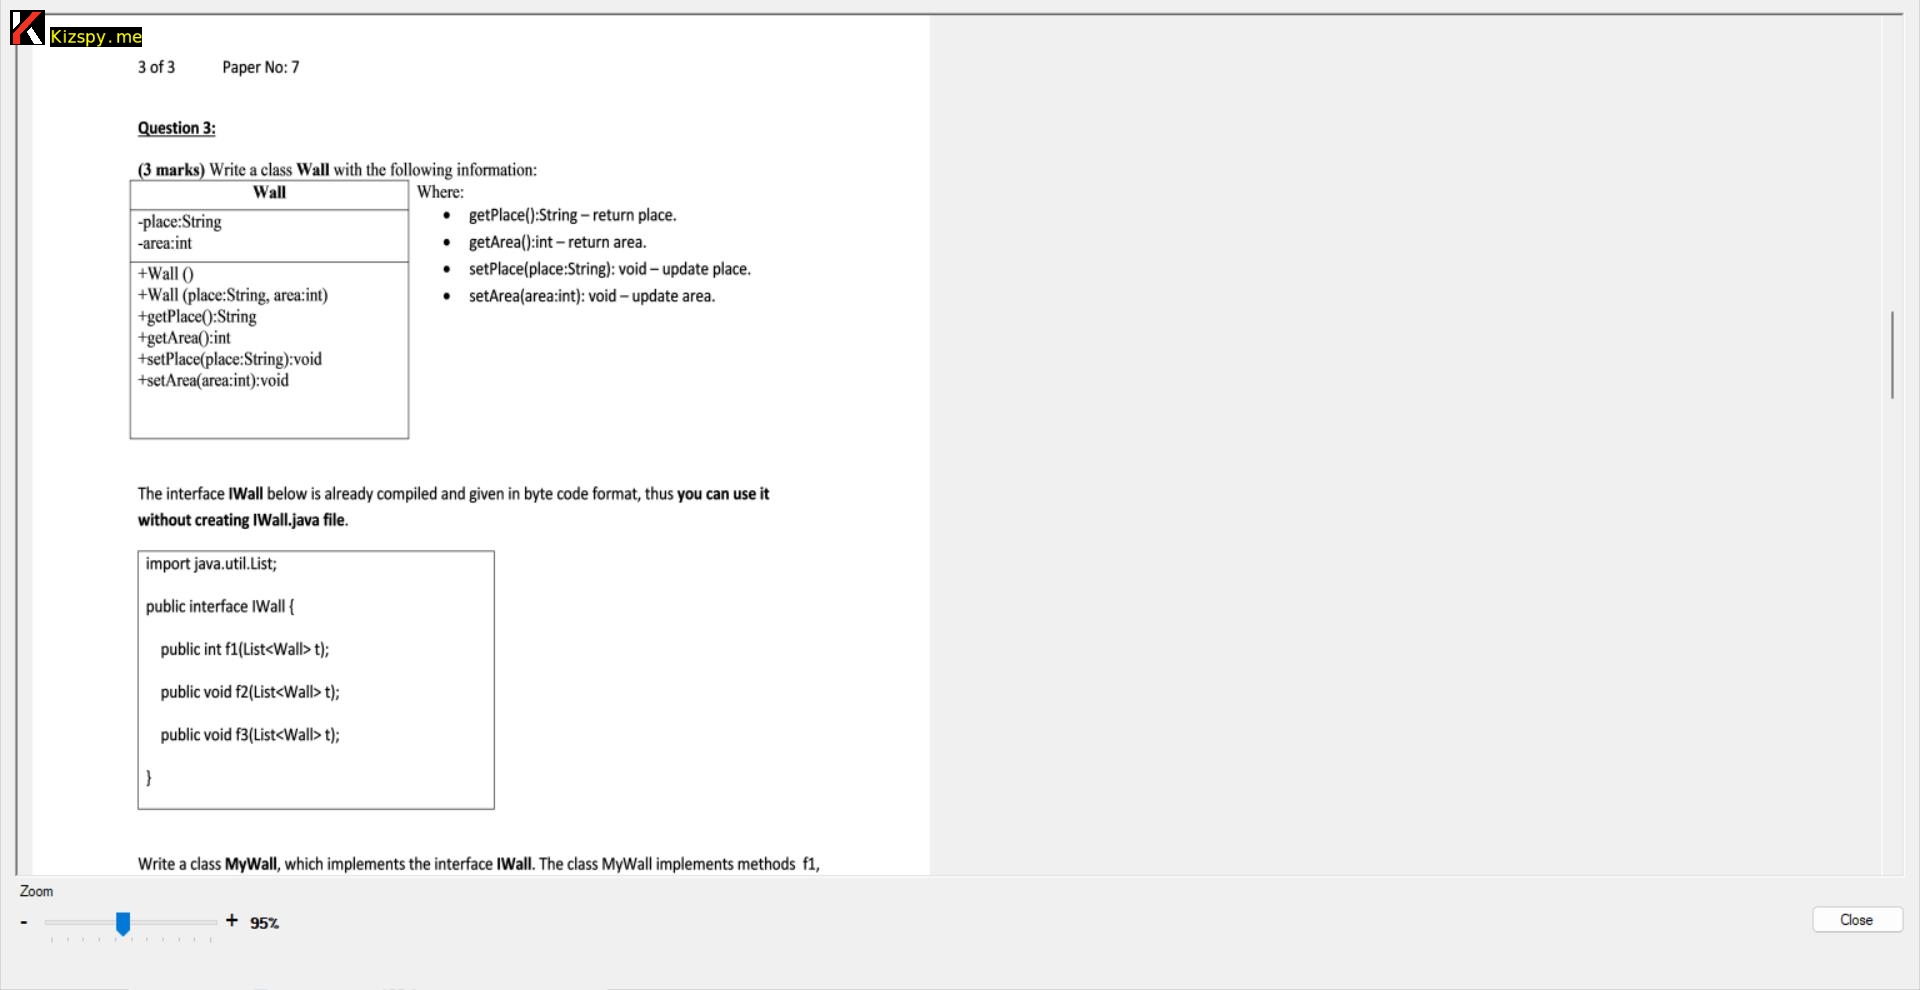 Kizspy.me
3 of 3 Paper No: 7
Question 3:
(3 marks) Write a class Wall with the following information:
Wall
-place:String
-area:int
+Wall ()
+Wall (place:String, area:int)
+getPlace():String
+getArea():int
+setPlace(place:String):void
+setArea(area:int):void
Where:
• getPlace():String – return place.
• getArea():int – return area.
• setPlace(place:String): void – update place.
• setArea(area:int): void – update area.
The interface IWall below is already compiled and given in byte code format, thus you can use it
without creating IWall.java file.
import java.util.List;
public interface IWall {
public int f1(List<Wall> t);
public void f2(List<Wall> t);
public void f3(List<Wall> t);
}
Write a class MyWall, which implements the interface IWall. The class MyWall implements methods f1,
Zoom
- + 95%
Close